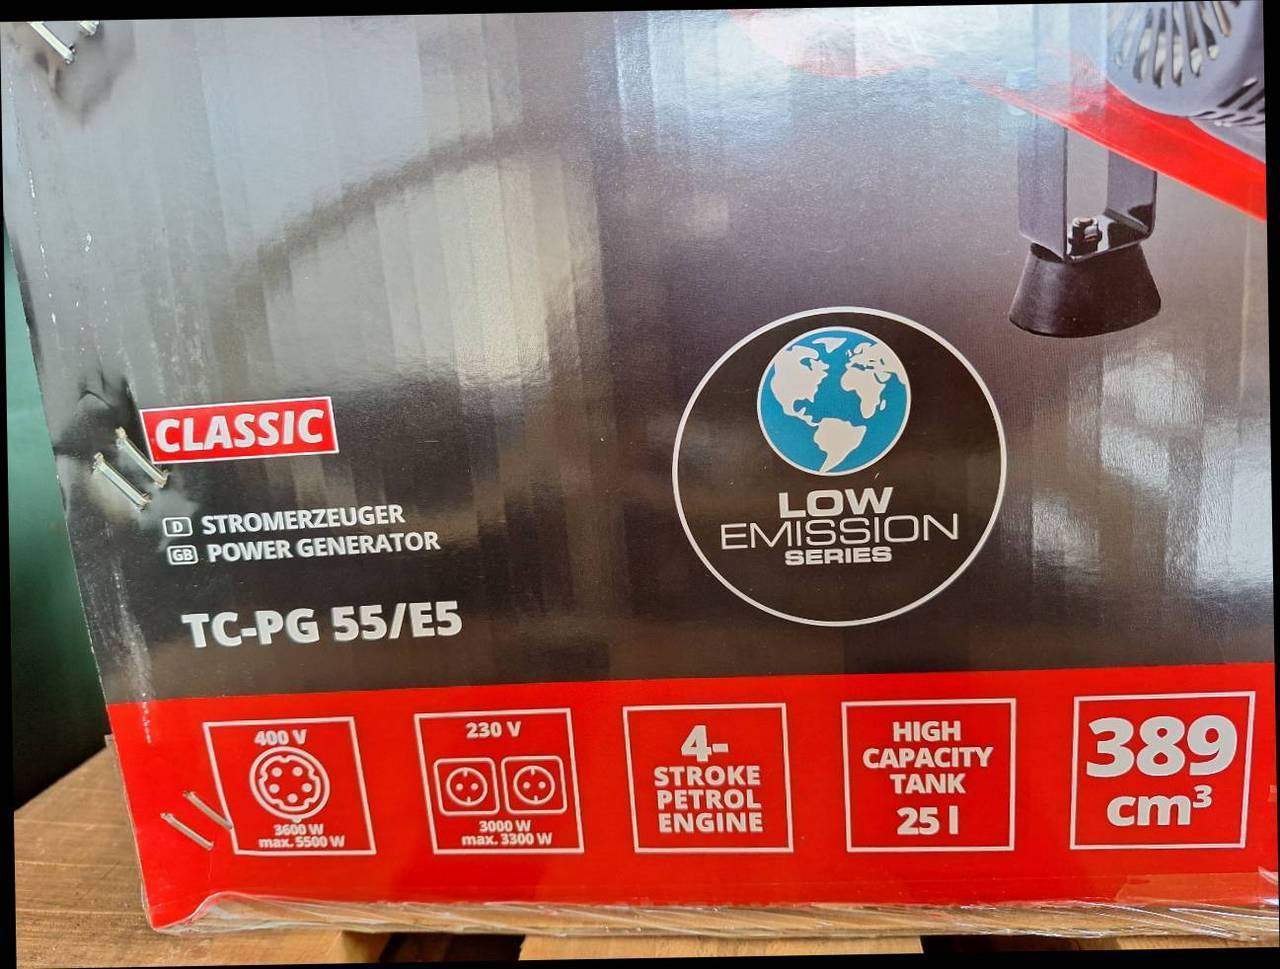 CLASSIC
D STROMERZEUGER
GB POWER GENERATOR
TC-PG 55/E5
LOW
EMISSION
SERIES
400 V
3600 W
max. 5500 W
230 V
3000 W
max. 3300 W
4-
STROKE
PETROL
ENGINE
HIGH
CAPACITY
TANK
25 l
389
cm³